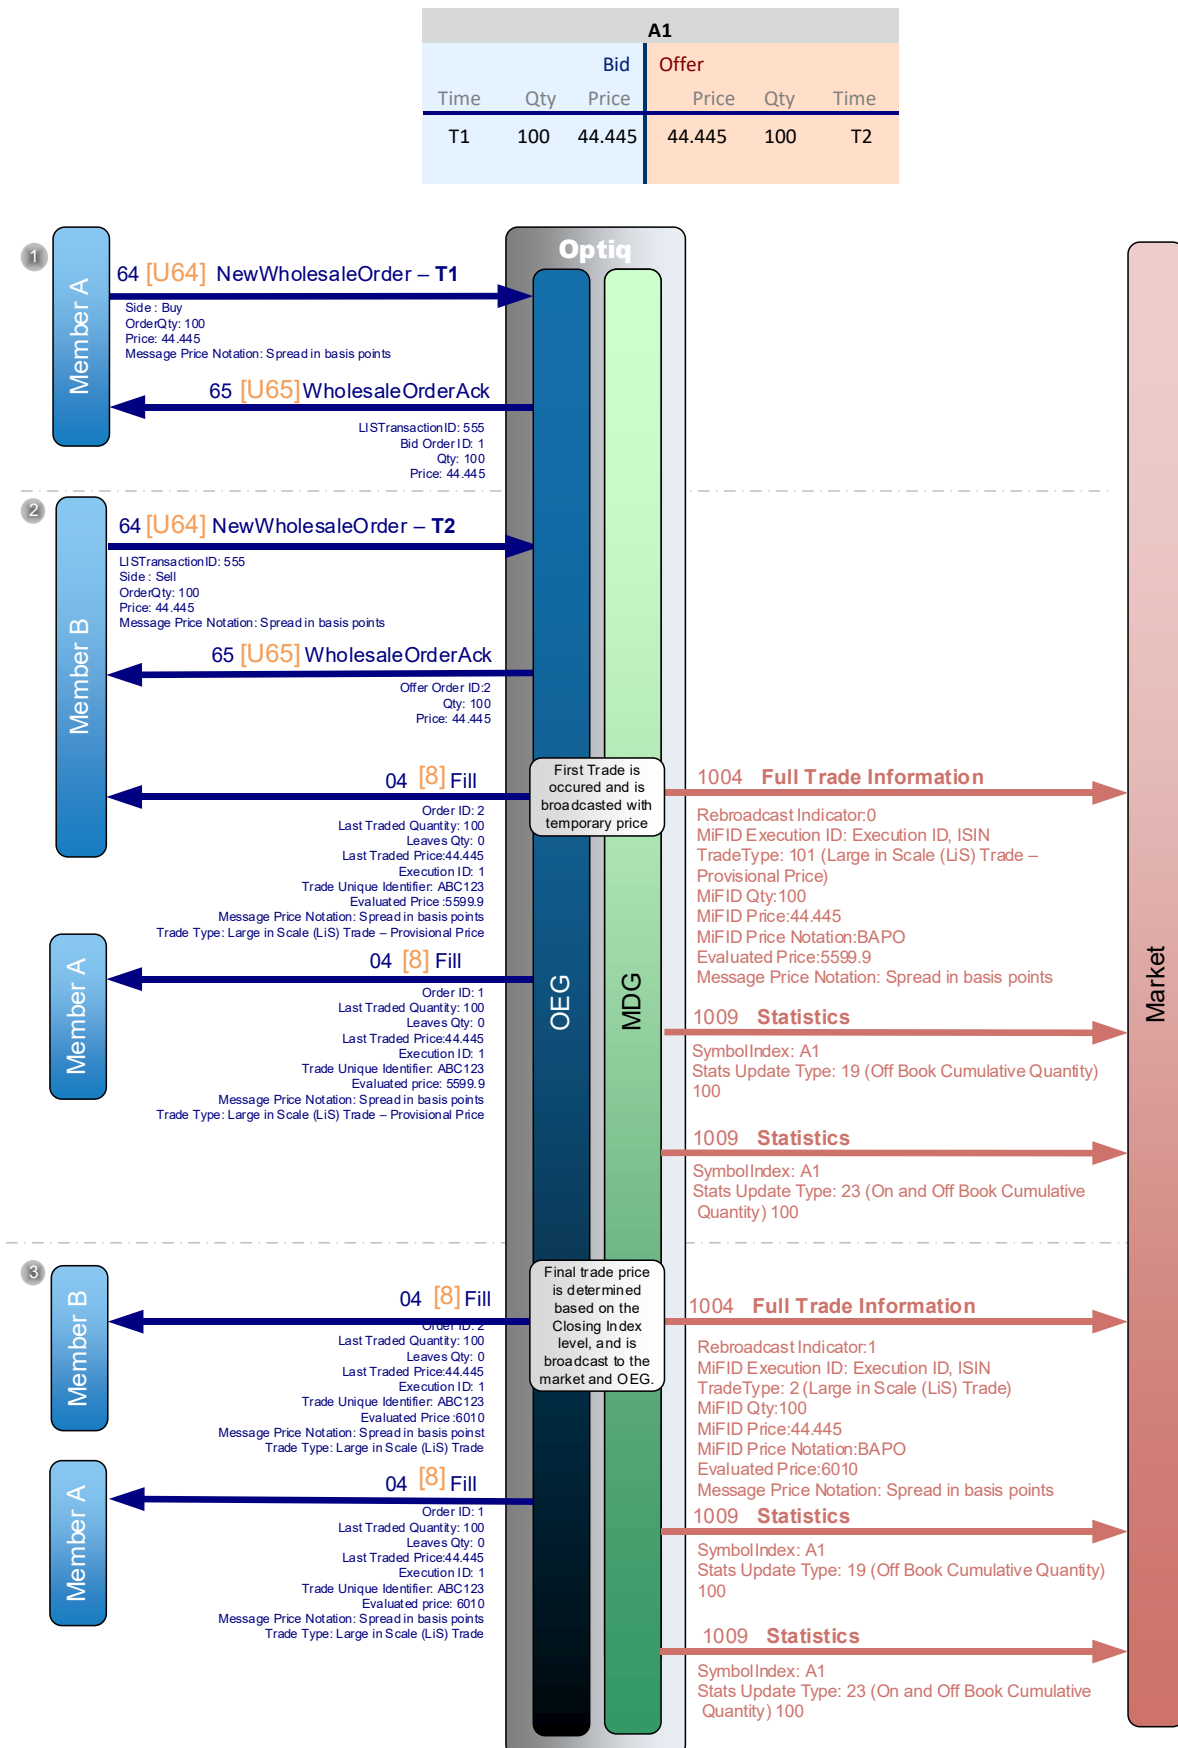 A1
Bid Offer
Time Qty Price Price Qty Time
T1 100 44.445 44.445 100 T2
Optiq
1
Member A
64 [U64] NewWholesaleOrder – T1
Side : Buy
OrderQty: 100
Price: 44.445
Message Price Notation: Spread in basis points
65 [U65] WholesaleOrderAck
LISTransactionID: 555
Bid Order ID: 1
Qty: 100
Price: 44.445
2
Member B
64 [U64] NewWholesaleOrder – T2
LISTransactionID: 555
Side : Sell
OrderQty: 100
Price: 44.445
Message Price Notation: Spread in basis points
65 [U65] WholesaleOrderAck
Offer Order ID:2
Qty: 100
Price: 44.445
04 [8] Fill
Order ID: 2
Last Traded Quantity: 100
Leaves Qty: 0
Last Traded Price:44.445
Execution ID: 1
Trade Unique Identifier: ABC123
Evaluated Price :5599.9
Message Price Notation: Spread in basis points
Trade Type: Large in Scale (LiS) Trade – Provisional Price
First Trade is
occured and is
broadcasted with
temporary price
1004 Full Trade Information
Rebroadcast Indicator:0
MiFID Execution ID: Execution ID, ISIN
TradeType: 101 (Large in Scale (LiS) Trade –
Provisional Price)
MiFID Qty:100
MiFID Price:44.445
MiFID Price Notation:BAPO
Evaluated Price:5599.9
Message Price Notation: Spread in basis points
Member A
04 [8] Fill
Order ID: 1
Last Traded Quantity: 100
Leaves Qty: 0
Last Traded Price:44.445
Execution ID: 1
Trade Unique Identifier: ABC123
Evaluated price: 5599.9
Message Price Notation: Spread in basis points
Trade Type: Large in Scale (LiS) Trade – Provisional Price
OEG
MDG
Market
1009 Statistics
SymbolIndex: A1
Stats Update Type: 19 (Off Book Cumulative Quantity)
100
1009 Statistics
SymbolIndex: A1
Stats Update Type: 23 (On and Off Book Cumulative
Quantity) 100
3
Member B
04 [8] Fill
Order ID: 2
Last Traded Quantity: 100
Leaves Qty: 0
Last Traded Price:44.445
Execution ID: 1
Trade Unique Identifier: ABC123
Evaluated Price :6010
Message Price Notation: Spread in basis poinst
Trade Type: Large in Scale (LiS) Trade
Final trade price
is determined
based on the
Closing Index
level, and is
broadcast to the
market and OEG.
1004 Full Trade Information
Rebroadcast Indicator:1
MiFID Execution ID: Execution ID, ISIN
TradeType: 2 (Large in Scale (LiS) Trade)
MiFID Qty:100
MiFID Price:44.445
MiFID Price Notation:BAPO
Evaluated Price:6010
Message Price Notation: Spread in basis points
Member A
04 [8] Fill
Order ID: 1
Last Traded Quantity: 100
Leaves Qty: 0
Last Traded Price:44.445
Execution ID: 1
Trade Unique Identifier: ABC123
Evaluated price: 6010
Message Price Notation: Spread in basis points
Trade Type: Large in Scale (LiS) Trade
1009 Statistics
SymbolIndex: A1
Stats Update Type: 19 (Off Book Cumulative Quantity)
100
1009 Statistics
SymbolIndex: A1
Stats Update Type: 23 (On and Off Book Cumulative
Quantity) 100